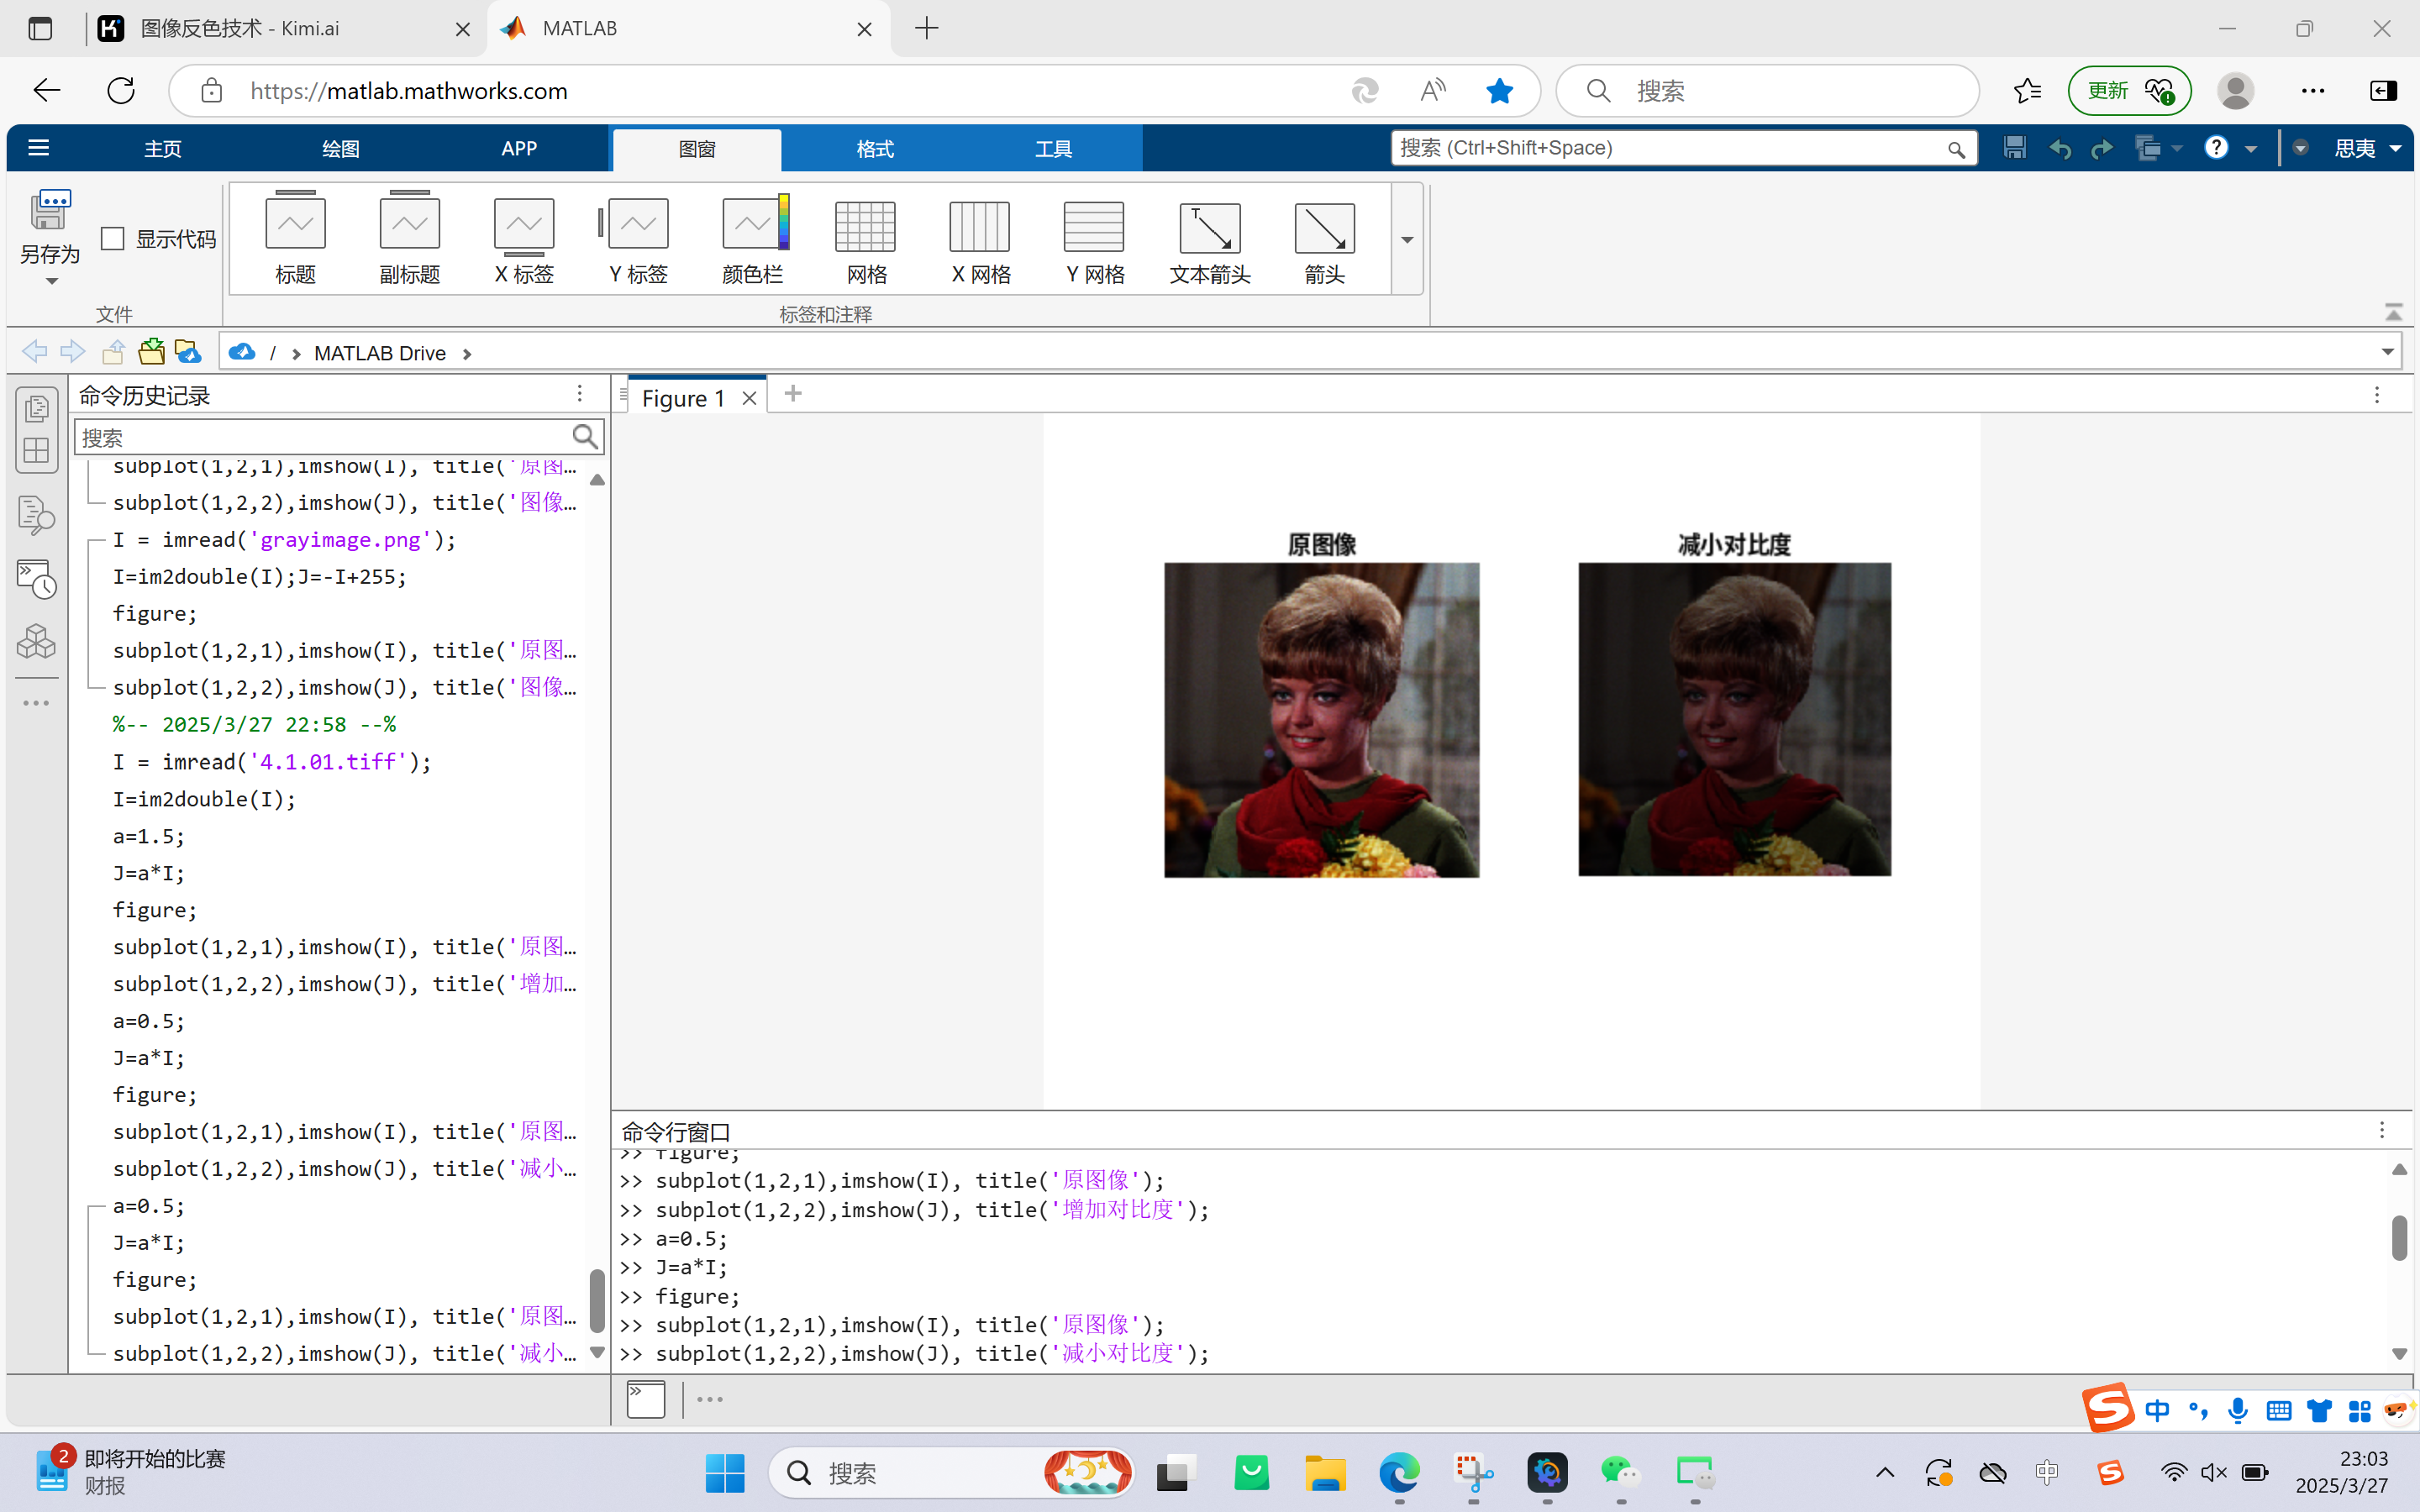 图像反色技术 - Kimi.ai
MATLAB
https://matlab.mathworks.com
搜索
更新
主页
绘图
APP
图窗
格式
工具
搜索 (Ctrl+Shift+Space)
思夷
另存为
显示代码
文件
标题
副标题
X 标签
Y 标签
颜色栏
网格
X 网格
Y 网格
文本箭头
箭头
标签和注释
/ › MATLAB Drive ›
命令历史记录
搜索
subplot(1,2,1),imshow(I), title('原图...
subplot(1,2,2),imshow(J), title('图像...
I = imread('grayimage.png');
I=im2double(I);J=-I+255;
figure;
subplot(1,2,1),imshow(I), title('原图...
subplot(1,2,2),imshow(J), title('图像...
%-- 2025/3/27 22:58 --%
I = imread('4.1.01.tiff');
I=im2double(I);
a=1.5;
J=a*I;
figure;
subplot(1,2,1),imshow(I), title('原图...
subplot(1,2,2),imshow(J), title('增加...
a=0.5;
J=a*I;
figure;
subplot(1,2,1),imshow(I), title('原图...
subplot(1,2,2),imshow(J), title('减小...
a=0.5;
J=a*I;
figure;
subplot(1,2,1),imshow(I), title('原图...
subplot(1,2,2),imshow(J), title('减小...
Figure 1
原图像
减小对比度
命令行窗口
>> figure;
>> subplot(1,2,1),imshow(I), title('原图像');
>> subplot(1,2,2),imshow(J), title('增加对比度');
>> a=0.5;
>> J=a*I;
>> figure;
>> subplot(1,2,1),imshow(I), title('原图像');
>> subplot(1,2,2),imshow(J), title('减小对比度');
中
2
即将开始的比赛
财报
搜索
中
23:03
2025/3/27